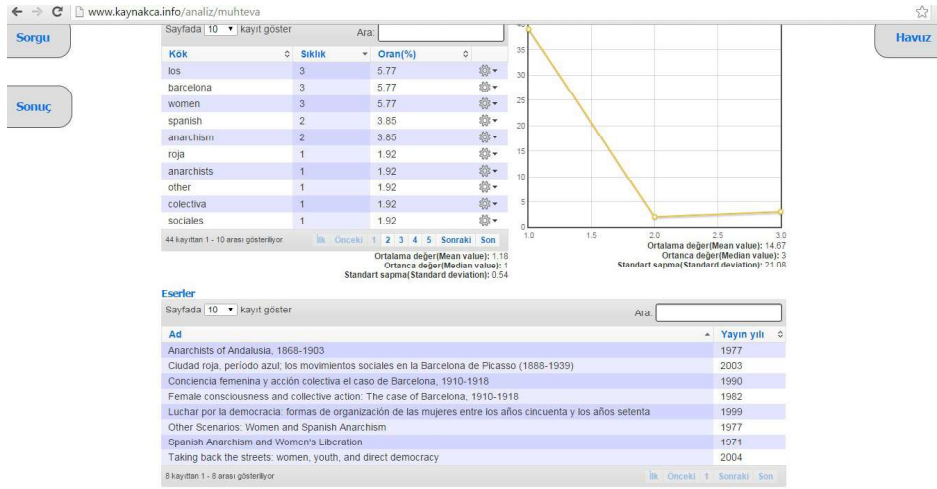 www.kaynakca.info/analiz/muhteva
Sorgu
Havuz
Sonuç
Sayfada 10 kayıt göster
Ara:
Kök Sıklık Oran(%)
los 3 5.77
barcelona 3 5.77
women 3 5.77
spanish 2 3.85
anarchism 2 3.85
roja 1 1.92
anarchists 1 1.92
other 1 1.92
colectiva 1 1.92
sociales 1 1.92
44 kayıttan 1 - 10 arası gösteriliyor İlk Önceki 1 2 3 4 5 Sonraki Son
Ortalama değer(Mean value): 1.18
Ortanca değer(Median value): 1
Standart sapma(Standard deviation): 0.54
40
35
30
25
20
15
10
5
0
1.0 1.5 2.0 2.5 3.0
Ortalama değer(Mean value): 14.67
Ortanca değer(Median value): 3
Standart sapma(Standard deviation): 21.08
Eserler
Sayfada 10 kayıt göster
Ara:
Ad Yayın yılı
Anarchists of Andalusia, 1868-1903 1977
Ciudad roja, período azul; los movimientos sociales en la Barcelona de Picasso (1888-1939) 2003
Conciencia femenina y acción colectiva el caso de Barcelona, 1910-1918 1990
Female consciousness and collective action: The case of Barcelona, 1910-1918 1982
Luchar por la democracia: formas de organización de las mujeres entre los años cincuenta y los años setenta 1999
Other Scenarios: Women and Spanish Anarchism 1977
Spanish Anarchism and Women's Liberation 1971
Taking back the streets: women, youth, and direct democracy 2004
8 kayıttan 1 - 8 arası gösteriliyor İlk Önceki 1 Sonraki Son